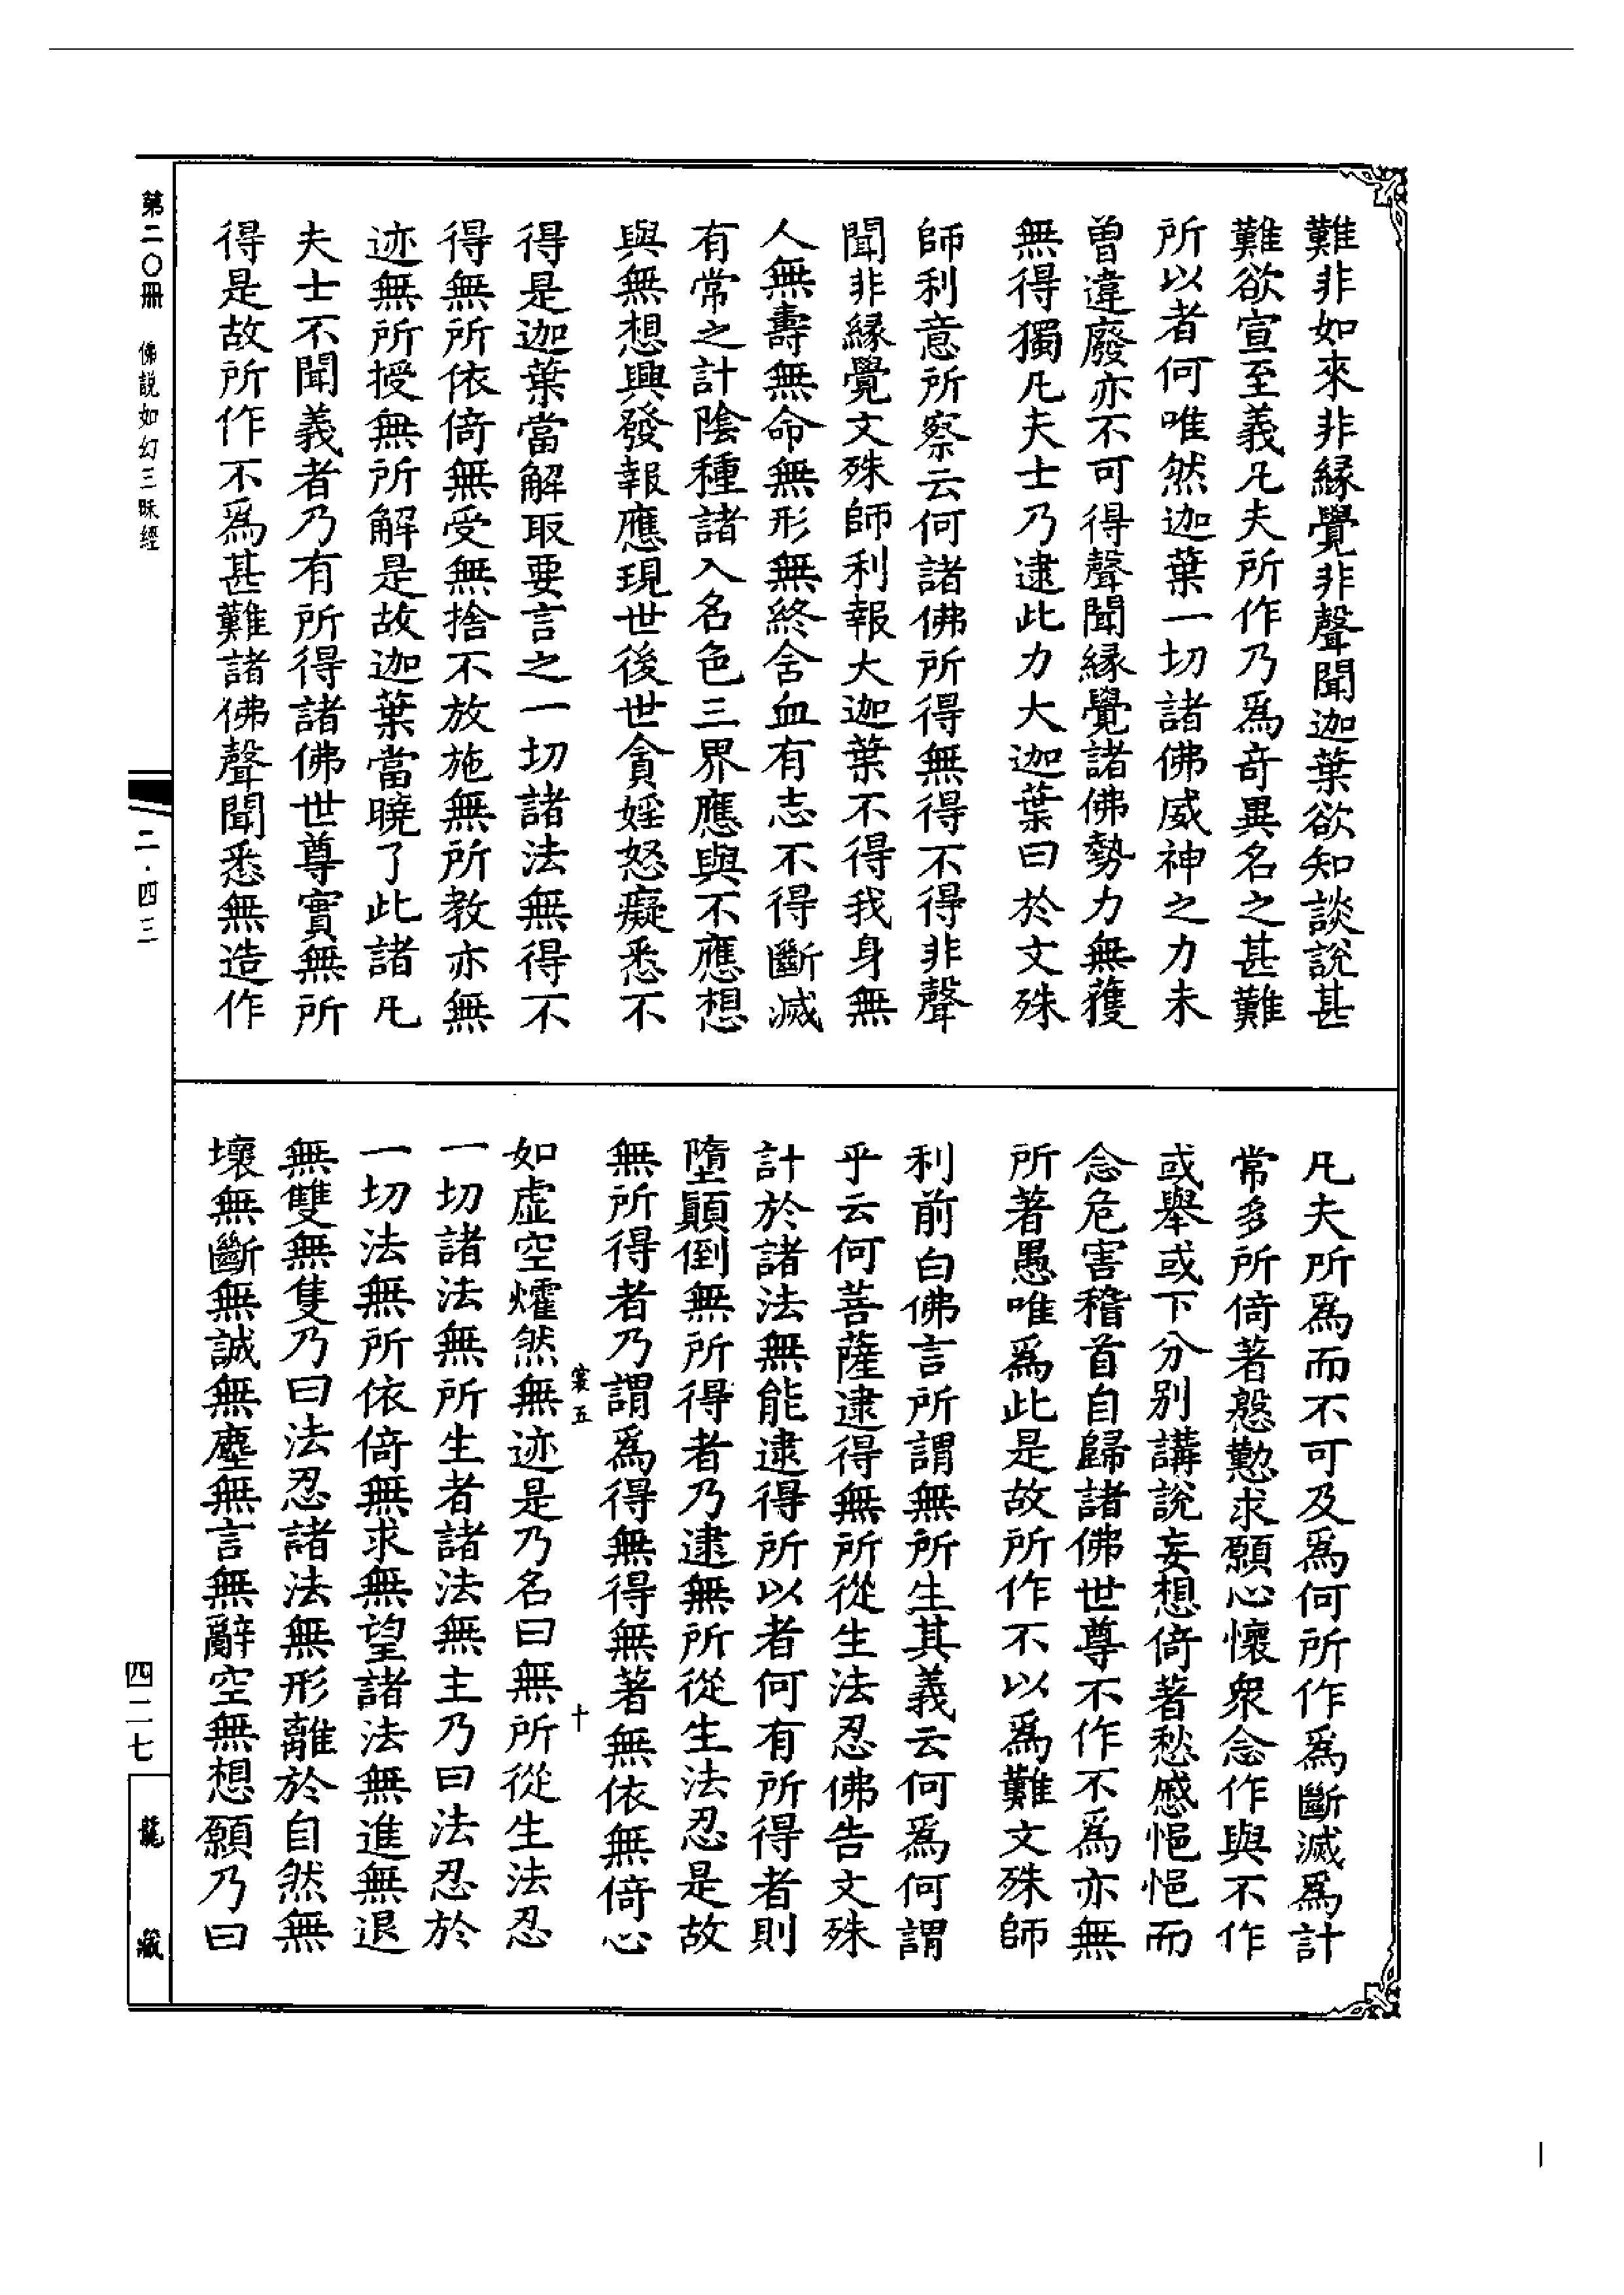 難非如來非緣覺非聲聞迦葉欲知談說甚
難欲宣至義凡夫所作乃爲奇異名之甚難
所以者何唯然迦葉一切諸佛威神之力未
曾違廢亦不可得聲聞緣覺諸佛勢力無獲
無得獨凡夫士乃逮此力大迦葉曰於文殊
師利意所察云何諸佛所得無得不得非聲
聞非緣覺文殊師利報大迦葉不得我身無
人無壽無命無形無終含血有志不得斷滅
有常之計陰種諸入名色三界應與不應想
與無想興發報應現世後世貪婬怒癡悉不
得是迦葉當解取要言之一切諸法無得不
得無所依倚無受無捨不放施無所教亦無
迹無所授無所解是故迦葉當曉了此諸凡
夫士不聞義者乃有所得諸佛世尊實無所
得是故所作不爲甚難諸佛聲聞悉無造作
凡夫所爲而不可及爲何所作爲斷滅爲計
常多所倚著慇懃求願心懷衆念作與不作
或舉或下分別講說妄想倚著愁慼悒悒而
念危害稽首自歸諸佛世尊不作不爲亦無
所著愚唯爲此是故所作不以爲難文殊師
利前白佛言所謂無所生其義云何爲何謂
乎云何菩薩逮得無所從生法忍佛告文殊
計於諸法無能逮得所以者何有所得者則
墮顚倒無所得者乃逮無所從生法忍是故
無所得者乃謂爲得無得無著無依無倚心
寔五 十
如虛空燿然無迹是乃名曰無所從生法忍
一切諸法無所生者諸法無主乃曰法忍於
一切法無所依倚無求無望諸法無進無退
無雙無隻乃曰法忍諸法無形離於自然無
壞無斷無誠無塵無言無辭空無想願乃曰
第二〇冊 佛說如幻三昧經
二·四三
四二七
龍藏